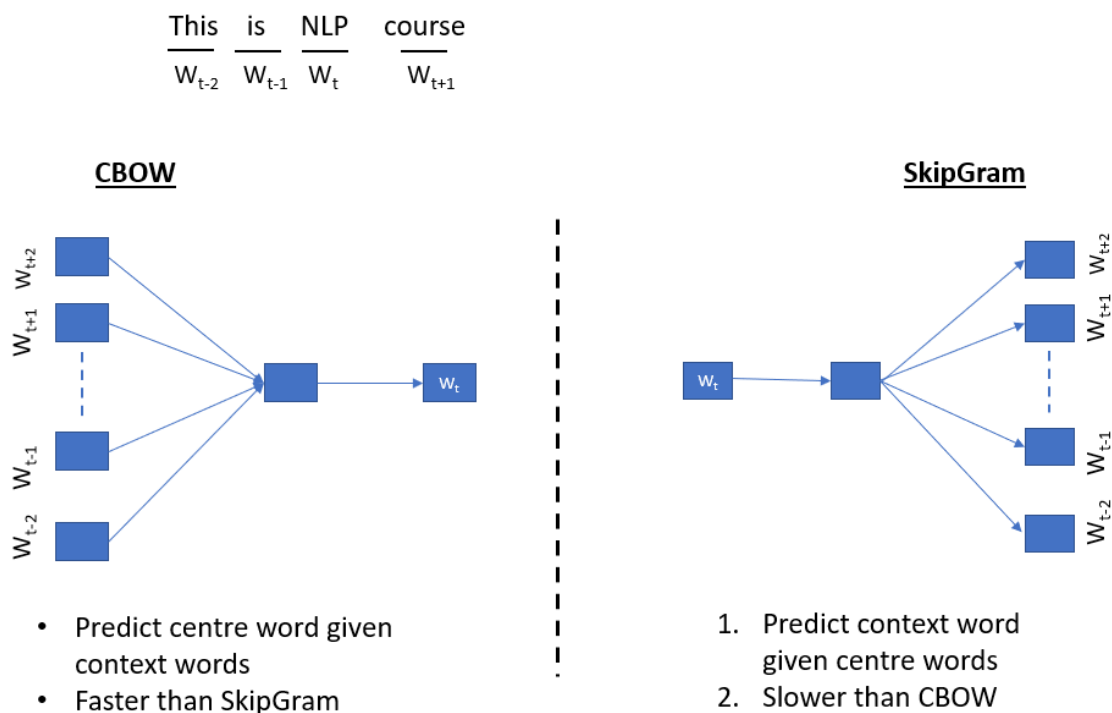 This is NLP course
Wt-2 Wt-1 Wt Wt+1
CBOW
Wt+2
Wt+1
Wt-1
Wt-2
Wt
• Predict centre word given
context words
• Faster than SkipGram
SkipGram
Wt
Wt+2
Wt+1
Wt-1
Wt-2
1. Predict context word
given centre words
2. Slower than CBOW